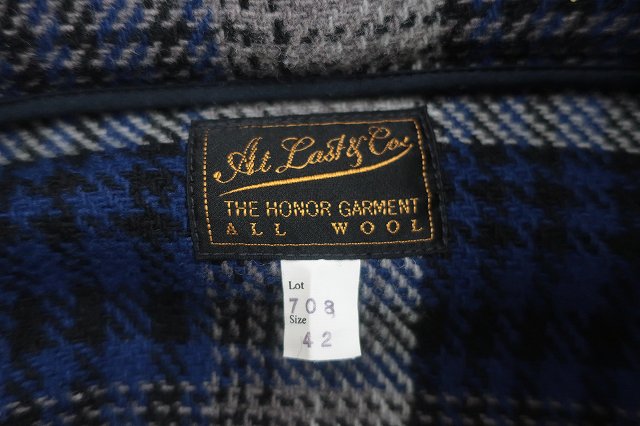 At Last & Co.
THE HONOR GARMENT
ALL WOOL
Lot
708
Size
42